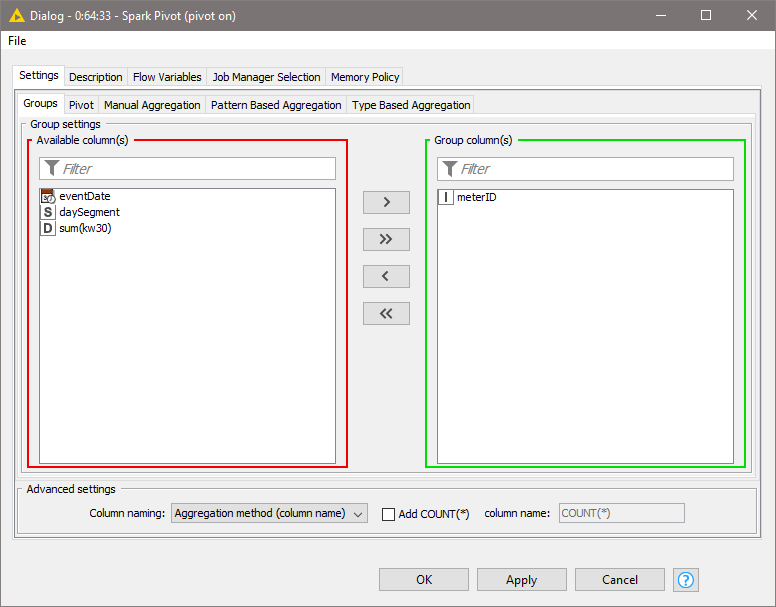 Dialog - 0:64:33 - Spark Pivot (pivot on)
File
Settings Description Flow Variables Job Manager Selection Memory Policy
Groups Pivot Manual Aggregation Pattern Based Aggregation Type Based Aggregation
Group settings
Available column(s)
Filter
eventDate
S daySegment
D sum(kw30)
>
>>
<
<<
Group column(s)
Filter
I meterID
Advanced settings
Column naming: Aggregation method (column name) Add COUNT(*) column name: COUNT(*)
OK Apply Cancel ?